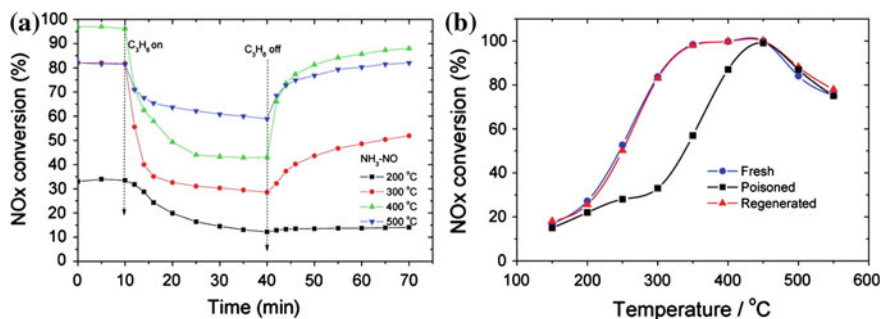 (a)
100
90
80
70
60
50
40
30
20
10
0
NOx conversion (%)
C3H6 on
C3H6 off
NH3-NO
200 °C
300 °C
400 °C
500 °C
0 10 20 30 40 50 60 70
Time (min)
(b)
100
80
60
40
20
0
NOx conversion (%)
Fresh
Poisoned
Regenerated
100 200 300 400 500 600
Temperature / °C